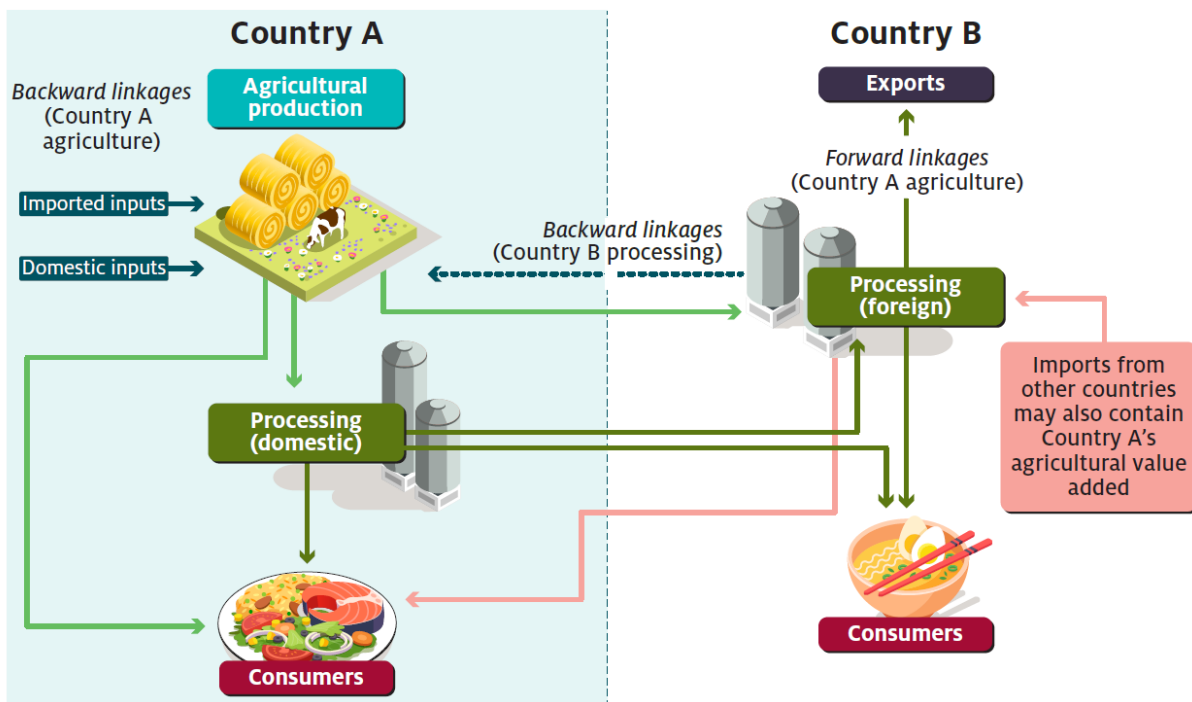 Country A
Country B
Agricultural
production
Exports
Backward linkages
(Country A
agriculture)
Forward linkages
(Country A agriculture)
Imported inputs
Domestic inputs
Backward linkages
(Country B processing)
Processing
(foreign)
Processing
(domestic)
Imports from
other countries
may also contain
Country A’s
agricultural value
added
Consumers
Consumers